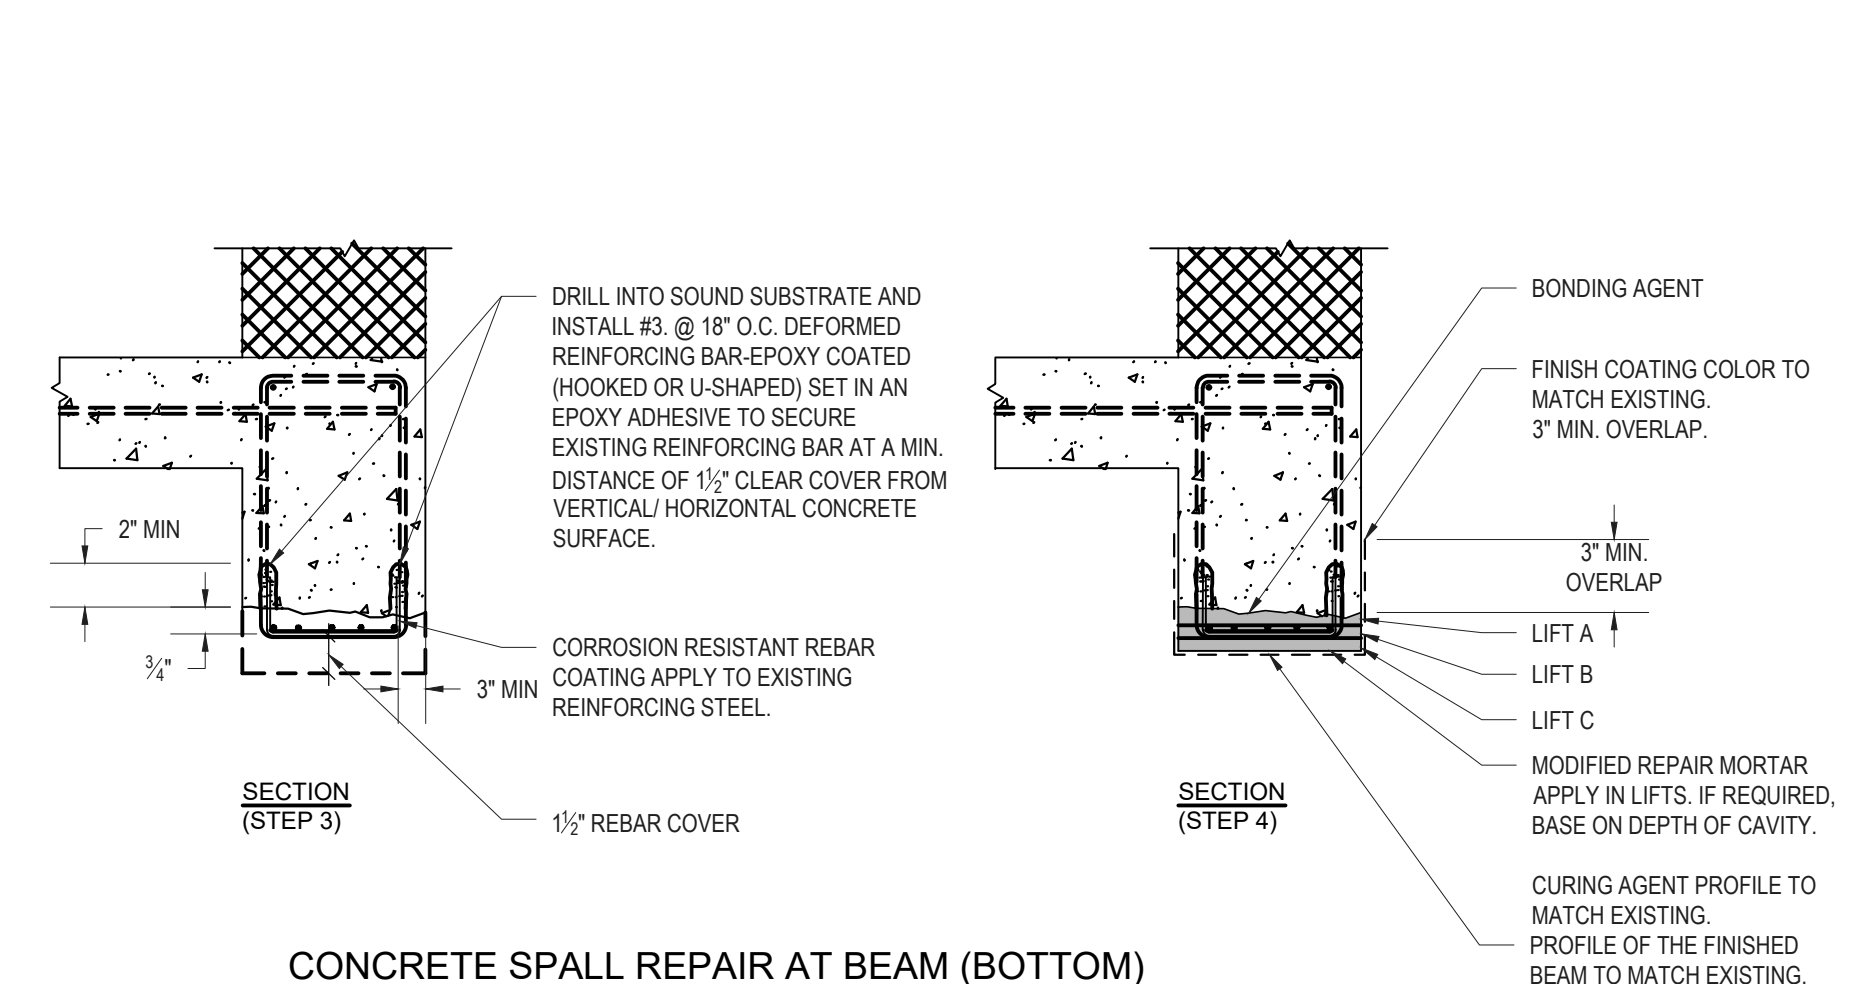 DRILL INTO SOUND SUBSTRATE AND
INSTALL #3. @ 18" O.C. DEFORMED
REINFORCING BAR-EPOXY COATED
(HOOKED OR U-SHAPED) SET IN AN
EPOXY ADHESIVE TO SECURE
EXISTING REINFORCING BAR AT A MIN.
DISTANCE OF 1½" CLEAR COVER FROM
VERTICAL/ HORIZONTAL CONCRETE
SURFACE.
2" MIN
¾"
3" MIN
CORROSION RESISTANT REBAR
COATING APPLY TO EXISTING
REINFORCING STEEL.
1½" REBAR COVER
SECTION
(STEP 3)
BONDING AGENT
FINISH COATING COLOR TO
MATCH EXISTING.
3" MIN. OVERLAP.
3" MIN.
OVERLAP
LIFT A
LIFT B
LIFT C
MODIFIED REPAIR MORTAR
APPLY IN LIFTS. IF REQUIRED,
BASE ON DEPTH OF CAVITY.
CURING AGENT PROFILE TO
MATCH EXISTING.
PROFILE OF THE FINISHED
BEAM TO MATCH EXISTING.
SECTION
(STEP 4)
CONCRETE SPALL REPAIR AT BEAM (BOTTOM)